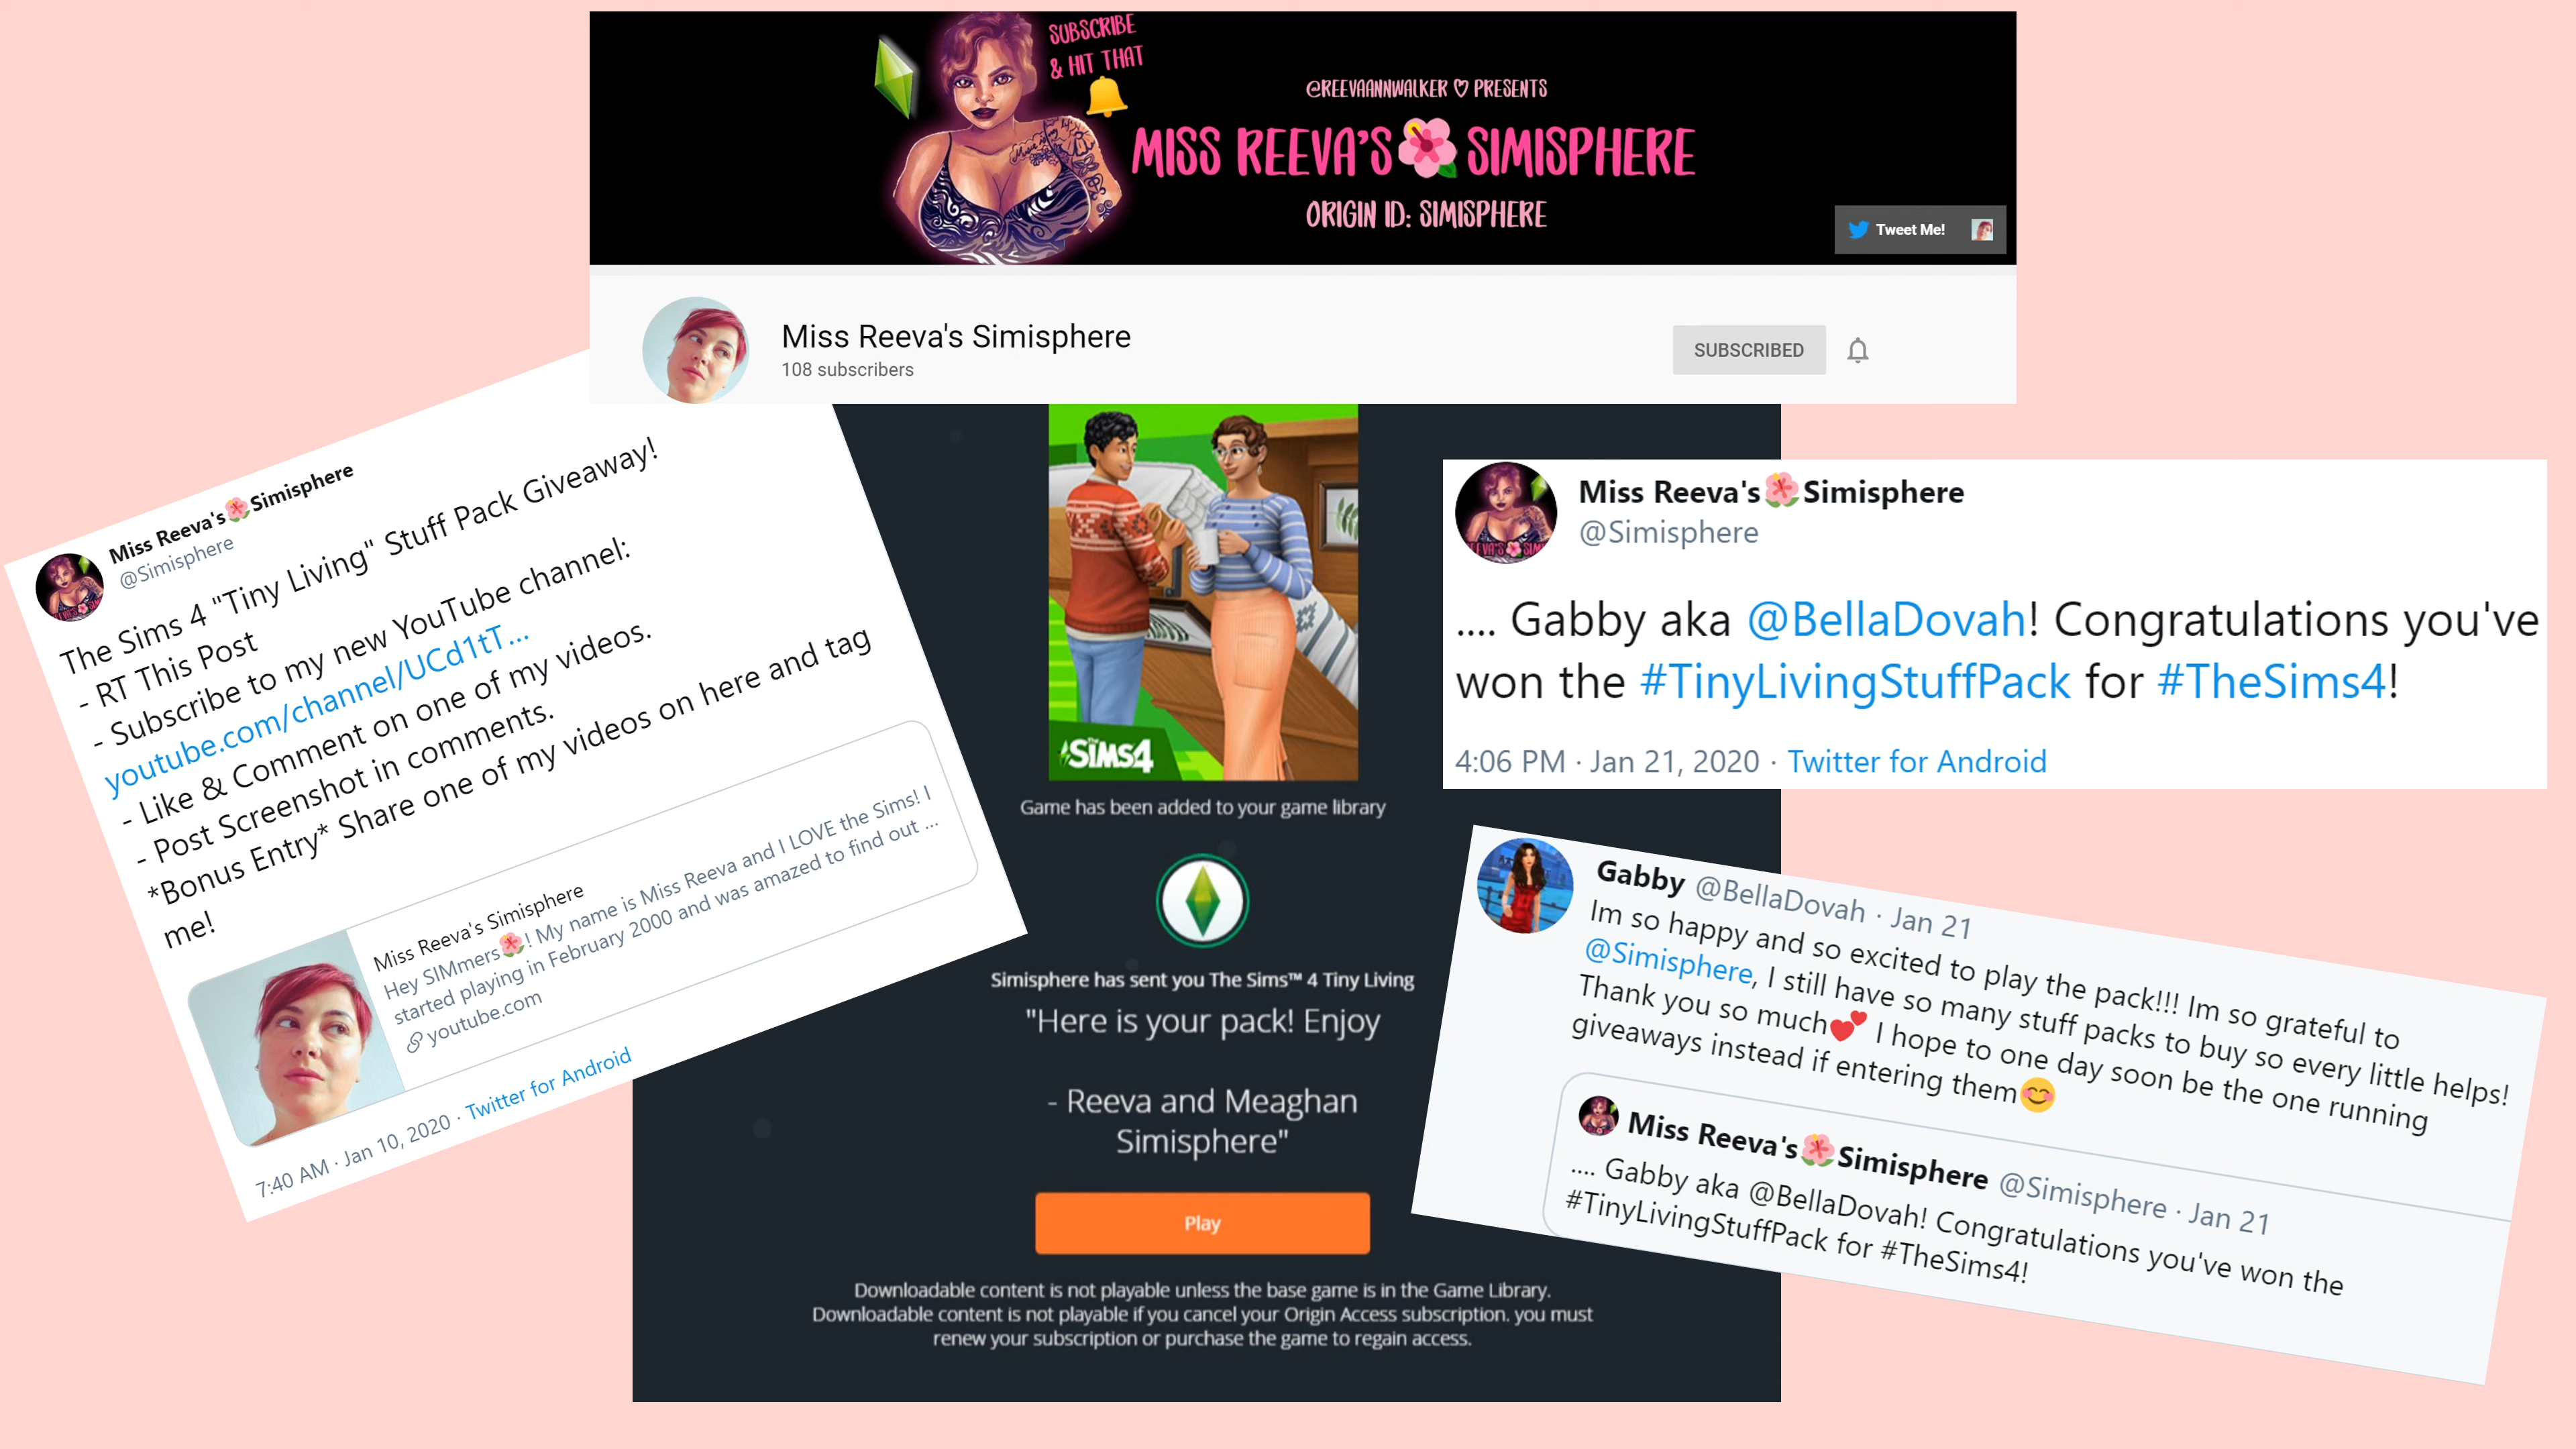 SUBSCRIBE
& HIT THAT
@REEVAANNWALKER ♡ PRESENTS
MISS REEVA'S🌺SIMISPHERE
ORIGIN ID: SIMISPHERE
Tweet Me!
Miss Reeva's Simisphere
108 subscribers
SUBSCRIBED
Miss Reeva's🌺Simisphere
@Simisphere
The Sims 4 "Tiny Living" Stuff Pack Giveaway!
- RT This Post
- Subscribe to my new YouTube channel:
youtube.com/channel/UCd1tT...
- Like & Comment on one of my videos.
- Post Screenshot in comments.
*Bonus Entry* Share one of my videos on here and tag
me!
Miss Reeva's Simisphere
Hey SIMmers🌺! My name is Miss Reeva and I LOVE the Sims! I
started playing in February 2000 and was amazed to find out ...
youtube.com
7:40 AM · Jan 10, 2020 · Twitter for Android
The SIMS4
Game has been added to your game library
Simisphere has sent you The Sims™ 4 Tiny Living
"Here is your pack! Enjoy
- Reeva and Meaghan
Simisphere"
Play
Downloadable content is not playable unless the base game is in the Game Library.
Downloadable content is not playable if you cancel your Origin Access subscription. you must
renew your subscription or purchase the game to regain access.
Miss Reeva's🌺Simisphere
@Simisphere
.... Gabby aka @BellaDovah! Congratulations you've
won the #TinyLivingStuffPack for #TheSims4!
4:06 PM · Jan 21, 2020 · Twitter for Android
Gabby @BellaDovah · Jan 21
Im so happy and so excited to play the pack!!! Im so grateful to
@Simisphere, I still have so many stuff packs to buy so every little helps!
Thank you so much💕 I hope to one day soon be the one running
giveaways instead if entering them😊
Miss Reeva's🌺Simisphere @Simisphere · Jan 21
.... Gabby aka @BellaDovah! Congratulations you've won the
#TinyLivingStuffPack for #TheSims4!